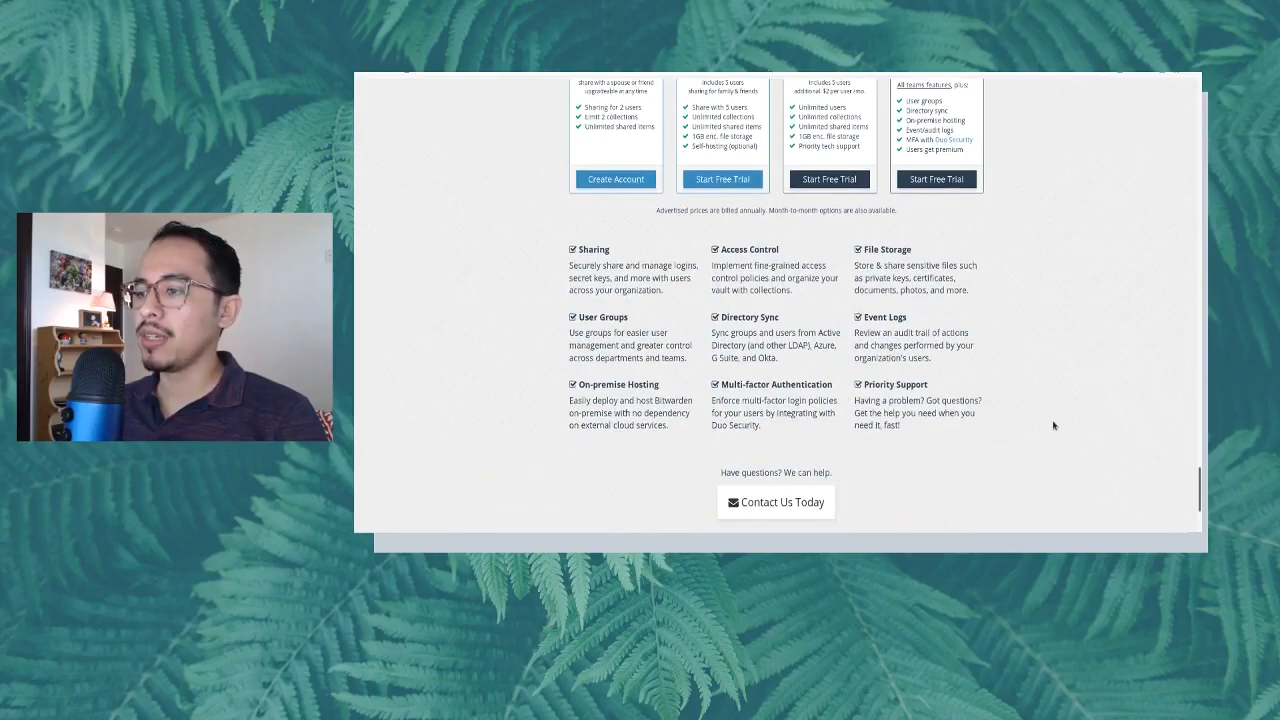 share with a spouse or friend
upgradeable at any time
Sharing for 2 users
Limit 2 collections
Unlimited shared items
Create Account
includes 5 users
sharing for family & friends
Share with 5 users
Unlimited collections
Unlimited shared items
1GB enc. file storage
Self-hosting (optional)
Start Free Trial
includes 5 users
additional $2 per user /mo.
Unlimited users
Unlimited collections
Unlimited shared items
1GB enc. file storage
Priority tech support
Start Free Trial
All teams features, plus:
User groups
Directory sync
On-premise hosting
Event/audit logs
MFA with Duo Security
Users get premium
Start Free Trial
Advertised prices are billed annually. Month-to-month options are also available.
Sharing
Securely share and manage logins,
secret keys, and more with users
across your organization.
Access Control
Implement fine-grained access
control policies and organize your
vault with collections.
File Storage
Store & share sensitive files such
as private keys, certificates,
documents, photos, and more.
User Groups
Use groups for easier user
management and greater control
across departments and teams.
Directory Sync
Sync groups and users from Active
Directory (and other LDAP), Azure,
G Suite, and Okta.
Event Logs
Review an audit trail of actions
and changes performed by your
organization's users.
On-premise Hosting
Easily deploy and host Bitwarden
on-premise with no dependency
on external cloud services.
Multi-factor Authentication
Enforce multi-factor login policies
for your users by integrating with
Duo Security.
Priority Support
Having a problem? Got questions?
Get the help you need when you
need it, fast!
Have questions? We can help.
Contact Us Today